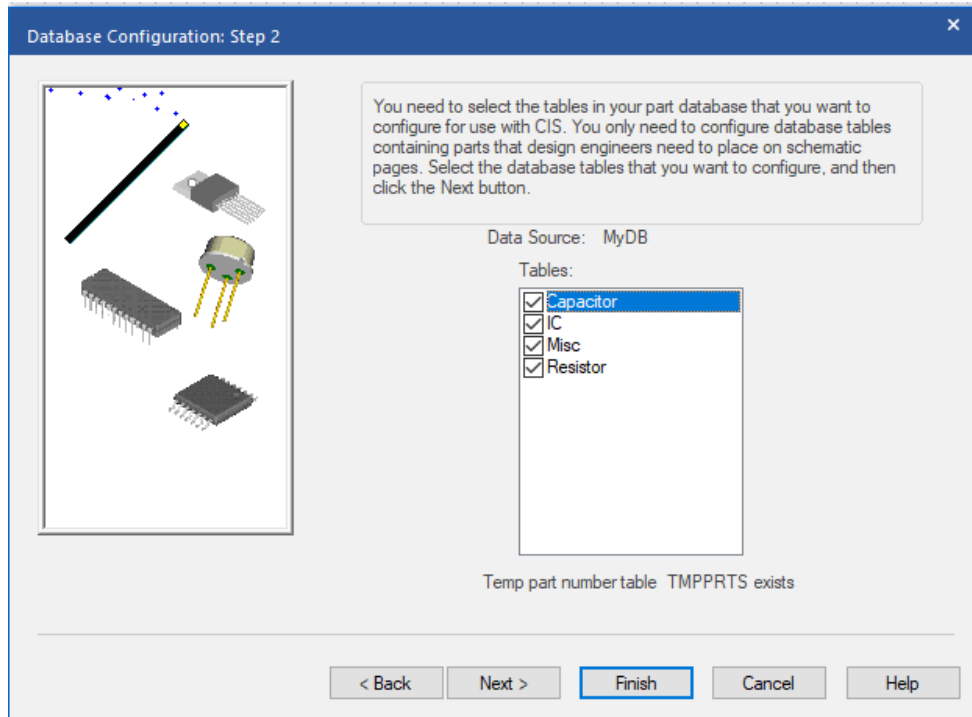 Database Configuration: Step 2
You need to select the tables in your part database that you want to
configure for use with CIS. You only need to configure database tables
containing parts that design engineers need to place on schematic
pages. Select the database tables that you want to configure, and then
click the Next button.
Data Source: MyDB
Tables:
Capacitor
IC
Misc
Resistor
Temp part number table TMPPRTS exists
< Back Next > Finish Cancel Help